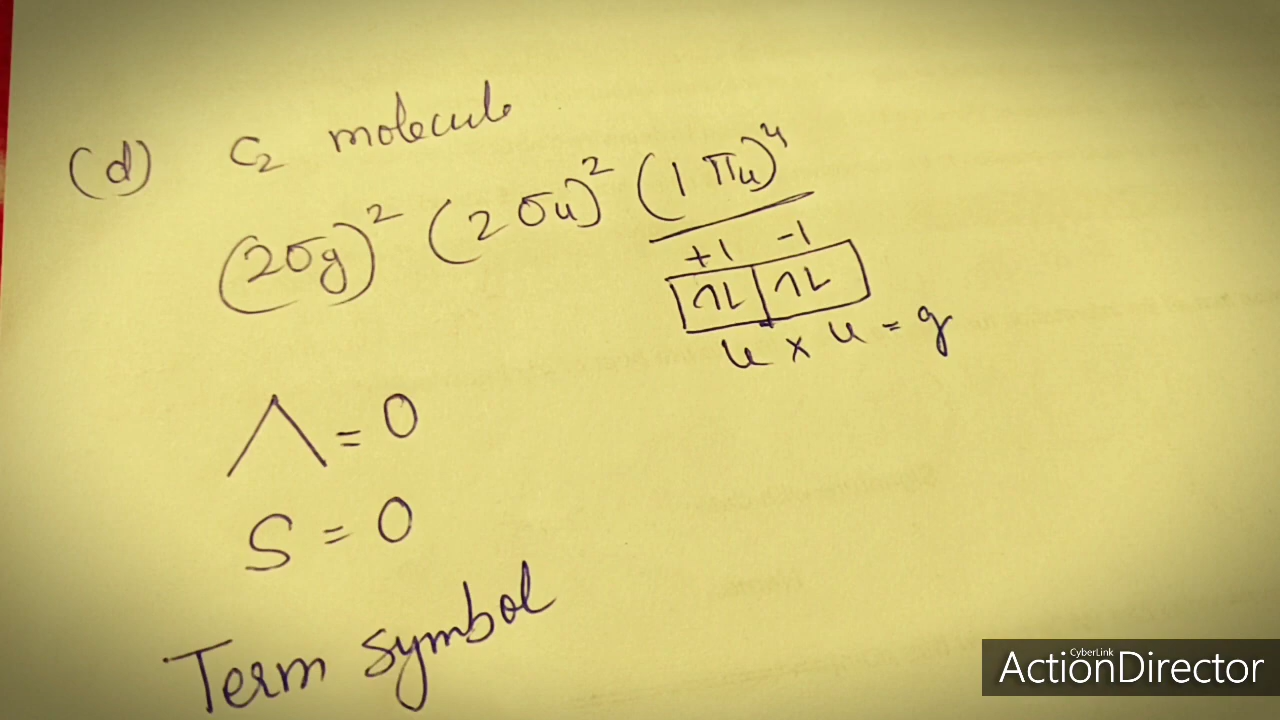 (d) C₂ molecule
(2σg)² (2σu)² (1πu)⁴
+1 -1
↿⇂ ↿⇂
u × u = g
Λ = 0
S = 0
Term symbol
CyberLink
ActionDirector